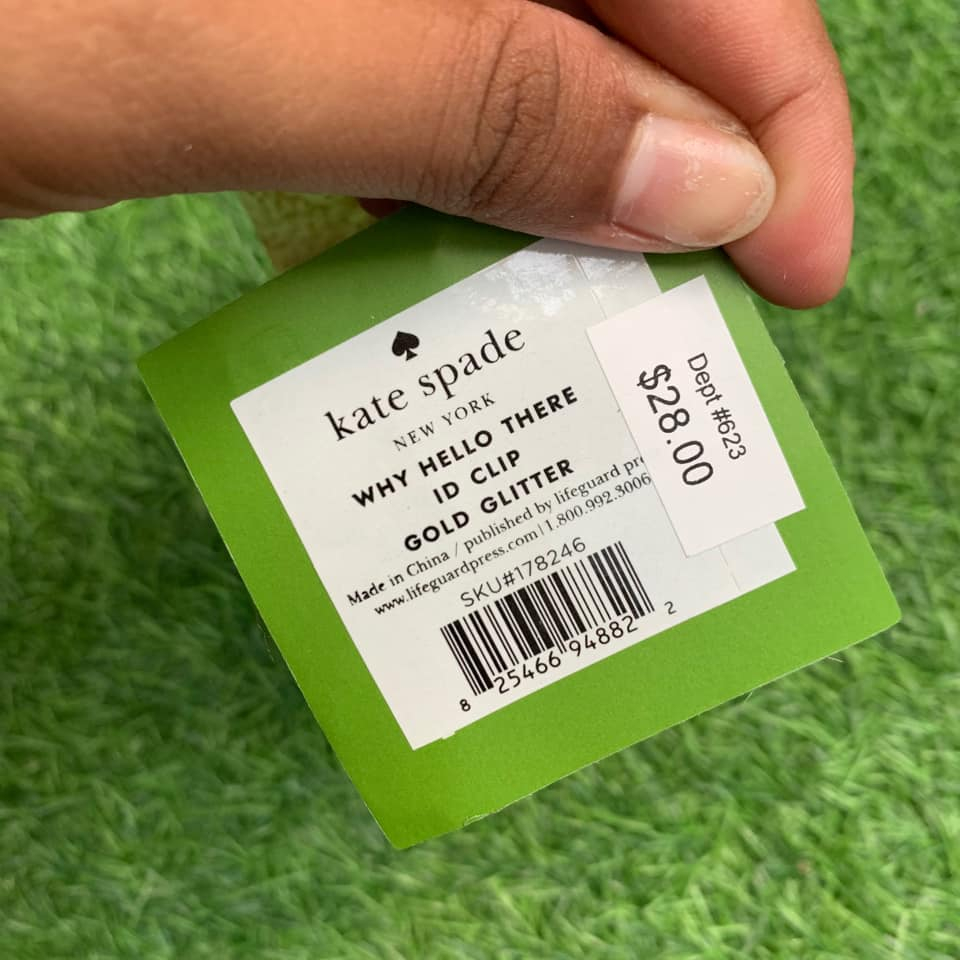 kate spade
NEW YORK
WHY HELLO THERE
ID CLIP
GOLD GLITTER
Made in China / published by lifeguard pre
www.lifeguardpress.com | 1.800.992.3006
SKU#178246
8 25466 94882 2
Dept #623
$28.00